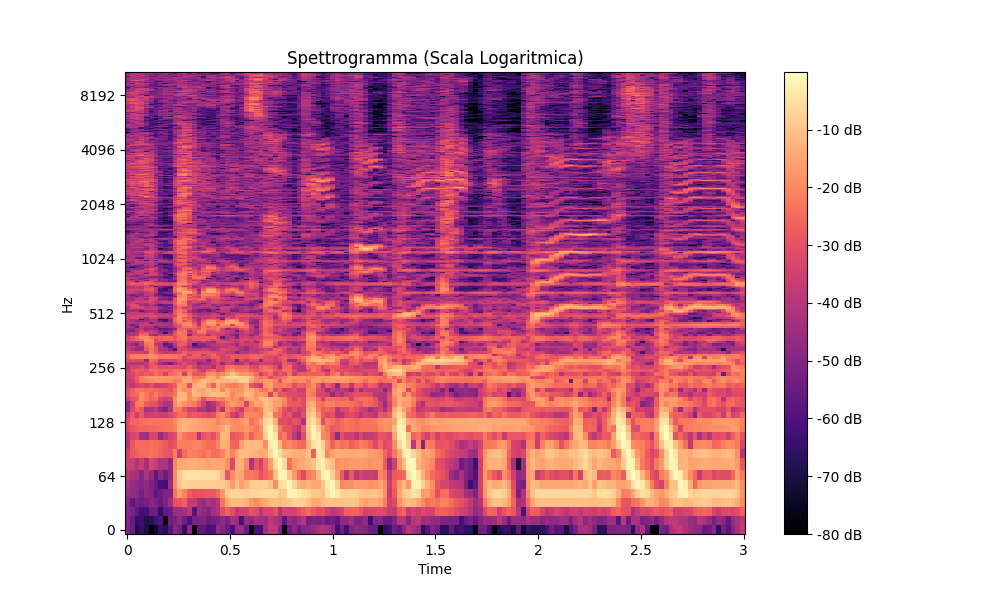 Spettrogramma (Scala Logaritmica)
8192
4096
2048
1024
512
256
128
64
0
Hz
0
0.5
1
1.5
2
2.5
3
Time
-10 dB
-20 dB
-30 dB
-40 dB
-50 dB
-60 dB
-70 dB
-80 dB